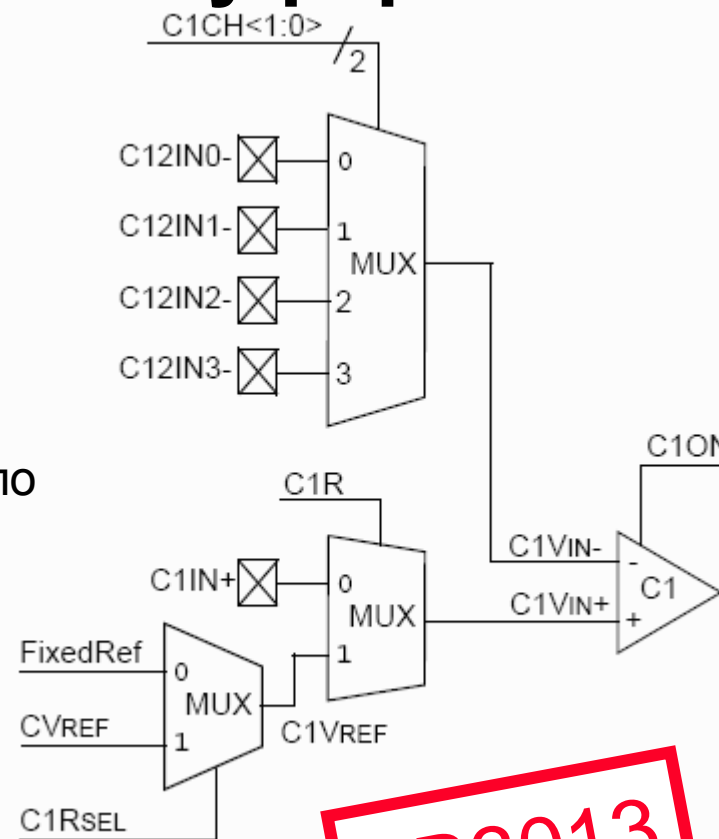 C1CH<1:0>
2
C12IN0-
0
C12IN1-
1
MUX
C12IN2-
2
C12IN3-
3
C1ON
ло
C1R
C1VIN-
-
C1
C1IN+
0
C1VIN+
+
MUX
FixedRef
0
1
MUX
CVREF
1
C1VREF
C1RSEL